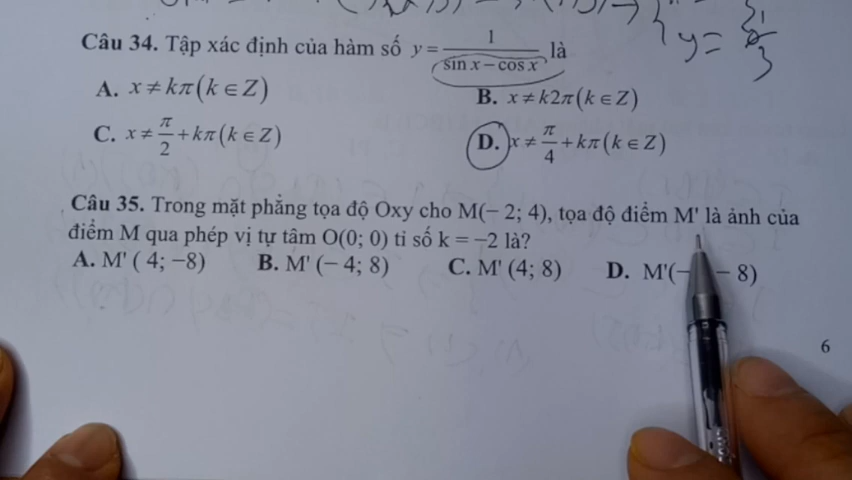 y = 1/3
Câu 34. Tập xác định của hàm số y = 1/(sin x − cos x) là
A. x ≠ kπ (k ∈ Z) B. x ≠ k2π (k ∈ Z)
C. x ≠ π/2 + kπ (k ∈ Z) D. x ≠ π/4 + kπ (k ∈ Z)
Câu 35. Trong mặt phẳng tọa độ Oxy cho M(− 2; 4), tọa độ điểm M' là ảnh của
điểm M qua phép vị tự tâm O(0; 0) tỉ số k = −2 là?
A. M' ( 4; −8) B. M' (− 4; 8) C. M' (4; 8) D. M'(− − 8)
6